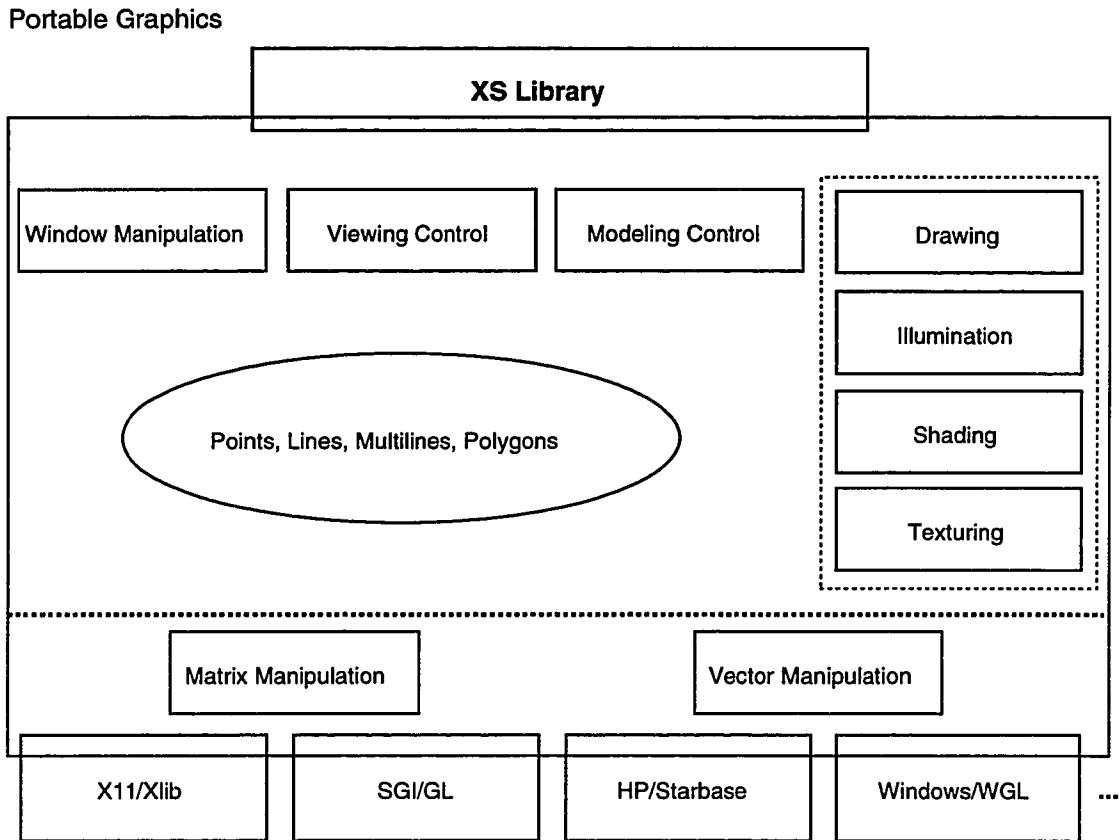 Portable Graphics
XS Library
Window Manipulation
Viewing Control
Modeling Control
Drawing
Illumination
Shading
Texturing
Points, Lines, Multilines, Polygons
Matrix Manipulation
Vector Manipulation
X11/Xlib
SGI/GL
HP/Starbase
Windows/WGL
...